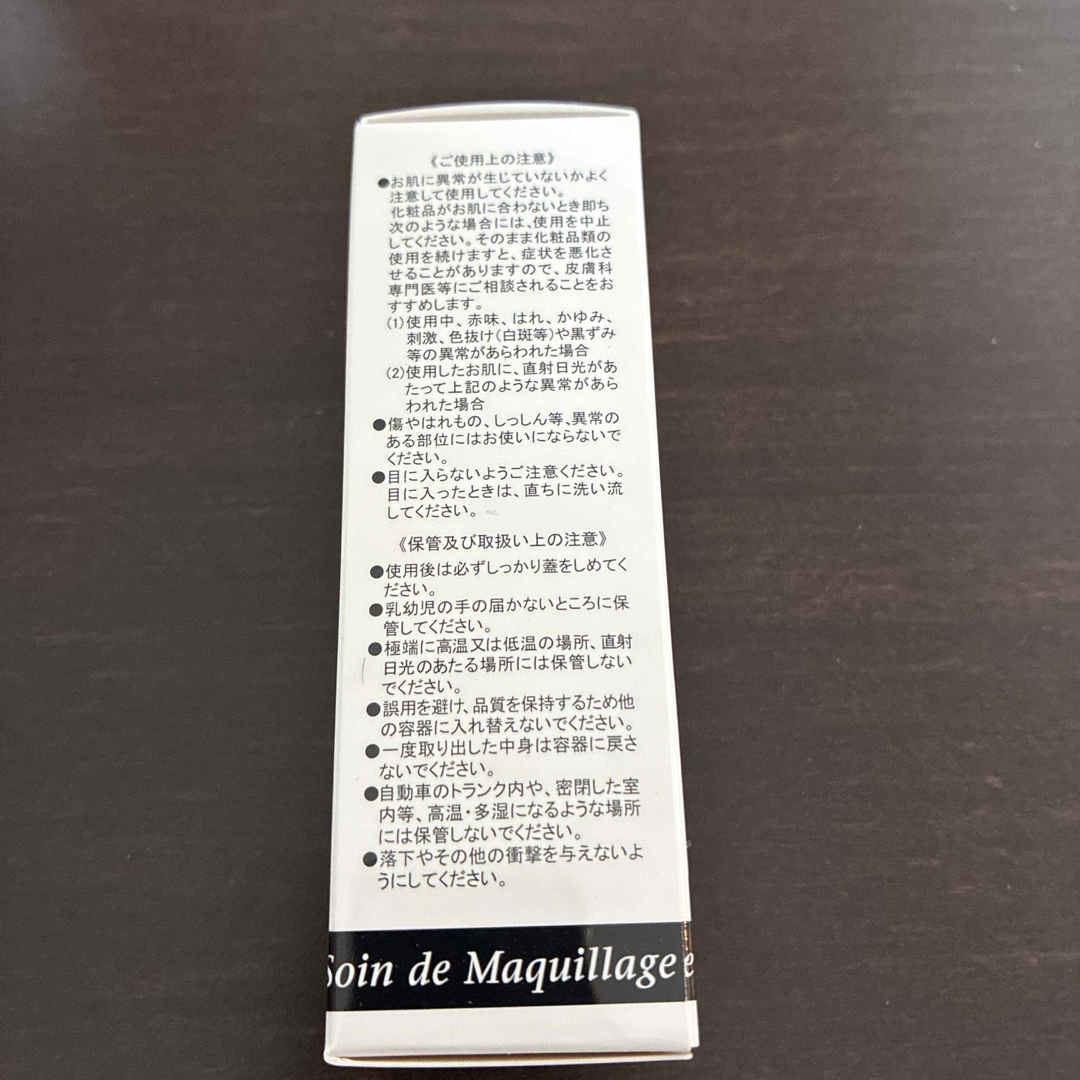 《ご使用上の注意》
●お肌に異常が生じていないかよく
注意して使用してください。
化粧品がお肌に合わないとき即ち
次のような場合には、使用を中止
してください。そのまま化粧品類の
使用を続けますと、症状を悪化さ
せることがありますので、皮膚科
専門医等にご相談されることをお
すすめします。
(1)使用中、赤味、はれ、かゆみ、
刺激、色抜け(白斑等)や黒ずみ
等の異常があらわれた場合
(2)使用したお肌に、直射日光があ
たって上記のような異常があら
われた場合
●傷やはれもの、しっしん等、異常の
ある部位にはお使いにならないで
ください。
●目に入らないようご注意ください。
目に入ったときは、直ちに洗い流
してください。
《保管及び取扱い上の注意》
●使用後は必ずしっかり蓋をしめてく
ださい。
●乳幼児の手の届かないところに保
管してください。
●極端に高温又は低温の場所、直射
日光のあたる場所には保管しない
でください。
●誤用を避け、品質を保持するため他
の容器に入れ替えないでください。
●一度取り出した中身は容器に戻さ
ないでください。
●自動車のトランク内や、密閉した室
内等、高温・多湿になるような場所
には保管しないでください。
●落下やその他の衝撃を与えないよ
うにしてください。
Soin de Maquillage e